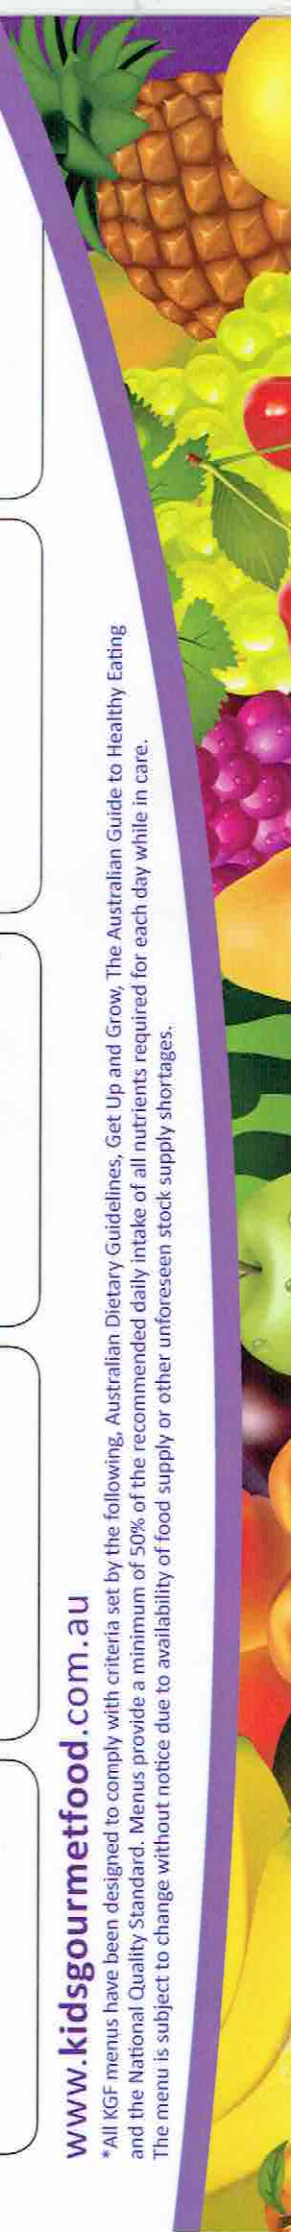 www.kidsgourmetfood.com.au
*All KGF menus have been designed to comply with criteria set by the following, Australian Dietary Guidelines, Get Up and Grow, The Australian Guide to Healthy Eating
and the National Quality Standard. Menus provide a minimum of 50% of the recommended daily intake of all nutrients required for each day while in care.
The menu is subject to change without notice due to availability of food supply or other unforeseen stock supply shortages.